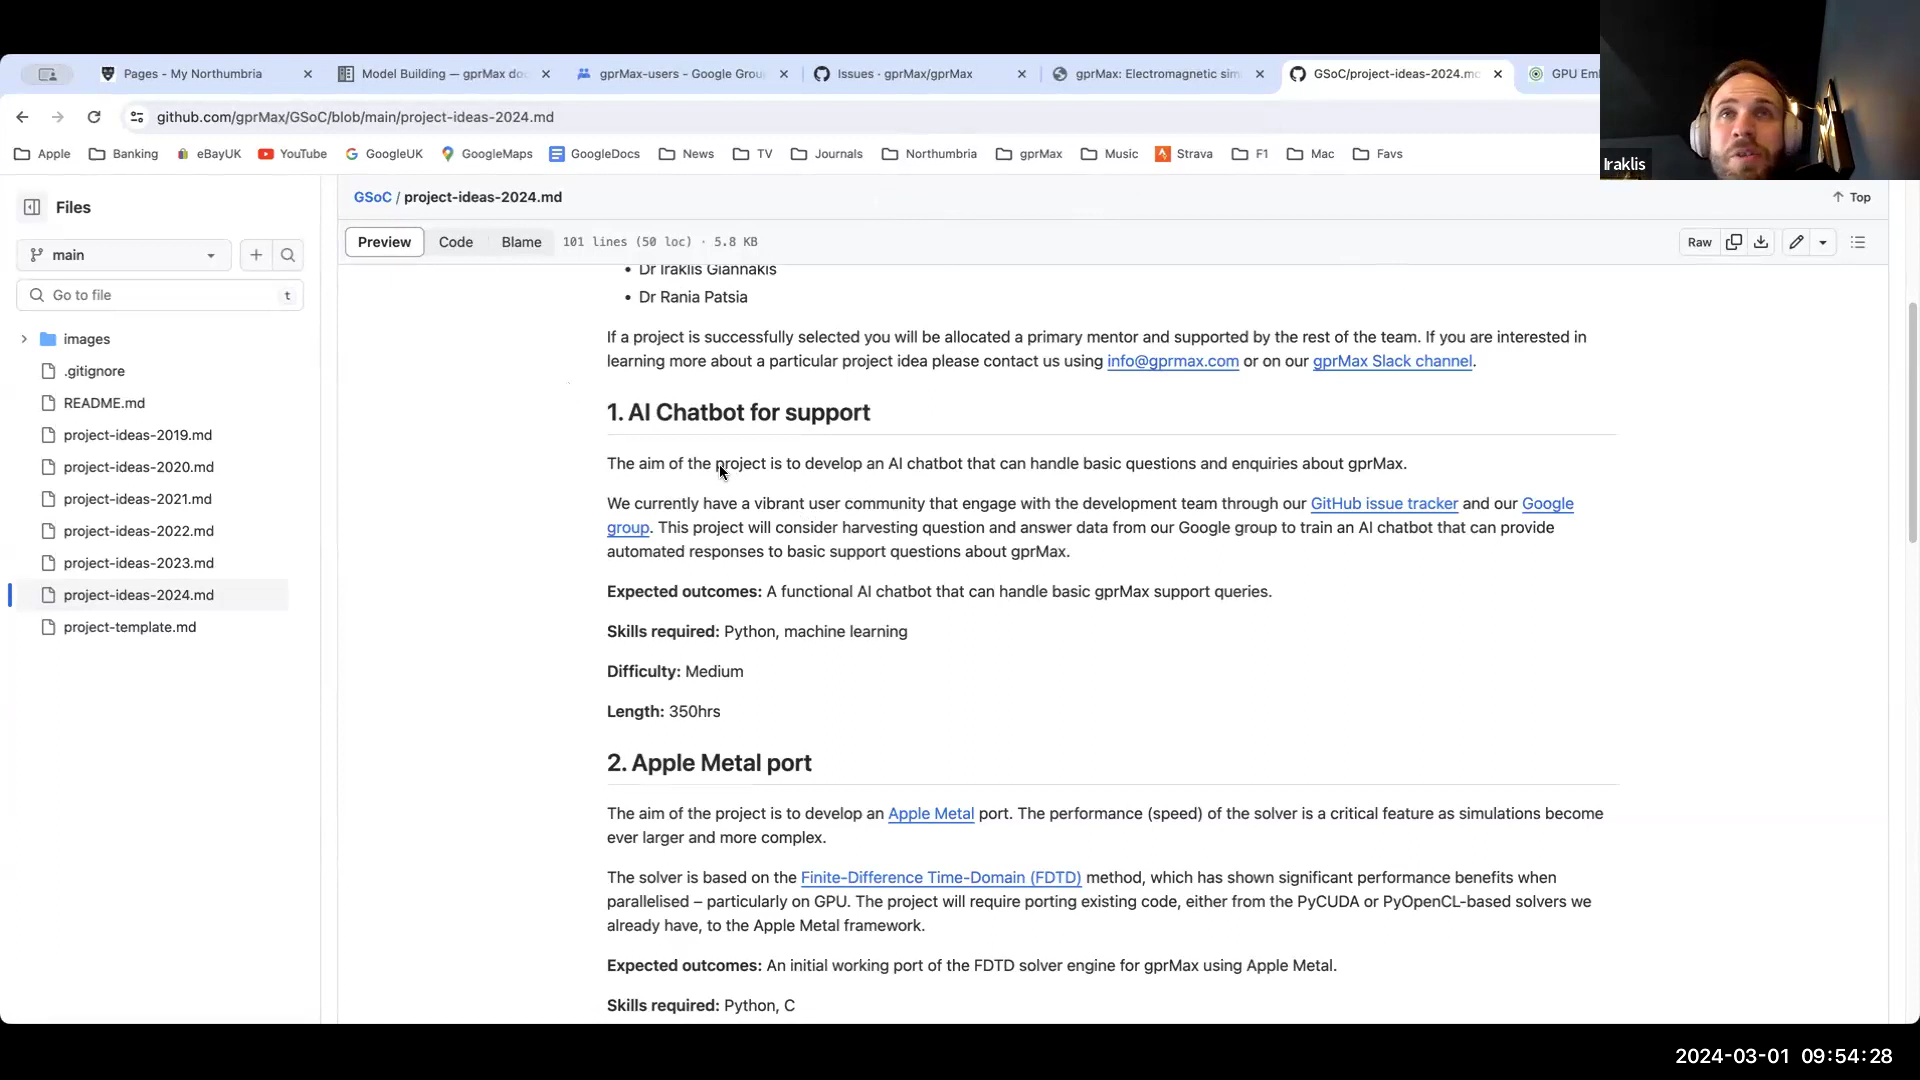 Pages - My Northumbria
Model Building — gprMax do
gprMax-users - Google Grou
Issues · gprMax/gprMax
gprMax: Electromagnetic sim
GSoC/project-ideas-2024.md
GPU Em
github.com/gprMax/GSoC/blob/main/project-ideas-2024.md
Apple
Banking
eBayUK
YouTube
GoogleUK
GoogleMaps
GoogleDocs
News
TV
Journals
Northumbria
gprMax
Music
Strava
F1
Mac
Favs
Iraklis
Files
main
Go to file
t
images
.gitignore
README.md
project-ideas-2019.md
project-ideas-2020.md
project-ideas-2021.md
project-ideas-2022.md
project-ideas-2023.md
project-ideas-2024.md
project-template.md
GSoC / project-ideas-2024.md
Top
Preview
Code
Blame
101 lines (50 loc) · 5.8 KB
Raw
• Dr Iraklis Giannakis
• Dr Rania Patsia
If a project is successfully selected you will be allocated a primary mentor and supported by the rest of the team. If you are interested in
learning more about a particular project idea please contact us using info@gprmax.com or on our gprMax Slack channel.
1. AI Chatbot for support
The aim of the project is to develop an AI chatbot that can handle basic questions and enquiries about gprMax.
We currently have a vibrant user community that engage with the development team through our GitHub issue tracker and our Google
group. This project will consider harvesting question and answer data from our Google group to train an AI chatbot that can provide
automated responses to basic support questions about gprMax.
Expected outcomes: A functional AI chatbot that can handle basic gprMax support queries.
Skills required: Python, machine learning
Difficulty: Medium
Length: 350hrs
2. Apple Metal port
The aim of the project is to develop an Apple Metal port. The performance (speed) of the solver is a critical feature as simulations become
ever larger and more complex.
The solver is based on the Finite-Difference Time-Domain (FDTD) method, which has shown significant performance benefits when
parallelised – particularly on GPU. The project will require porting existing code, either from the PyCUDA or PyOpenCL-based solvers we
already have, to the Apple Metal framework.
Expected outcomes: An initial working port of the FDTD solver engine for gprMax using Apple Metal.
Skills required: Python, C
2024-03-01 09:54:28